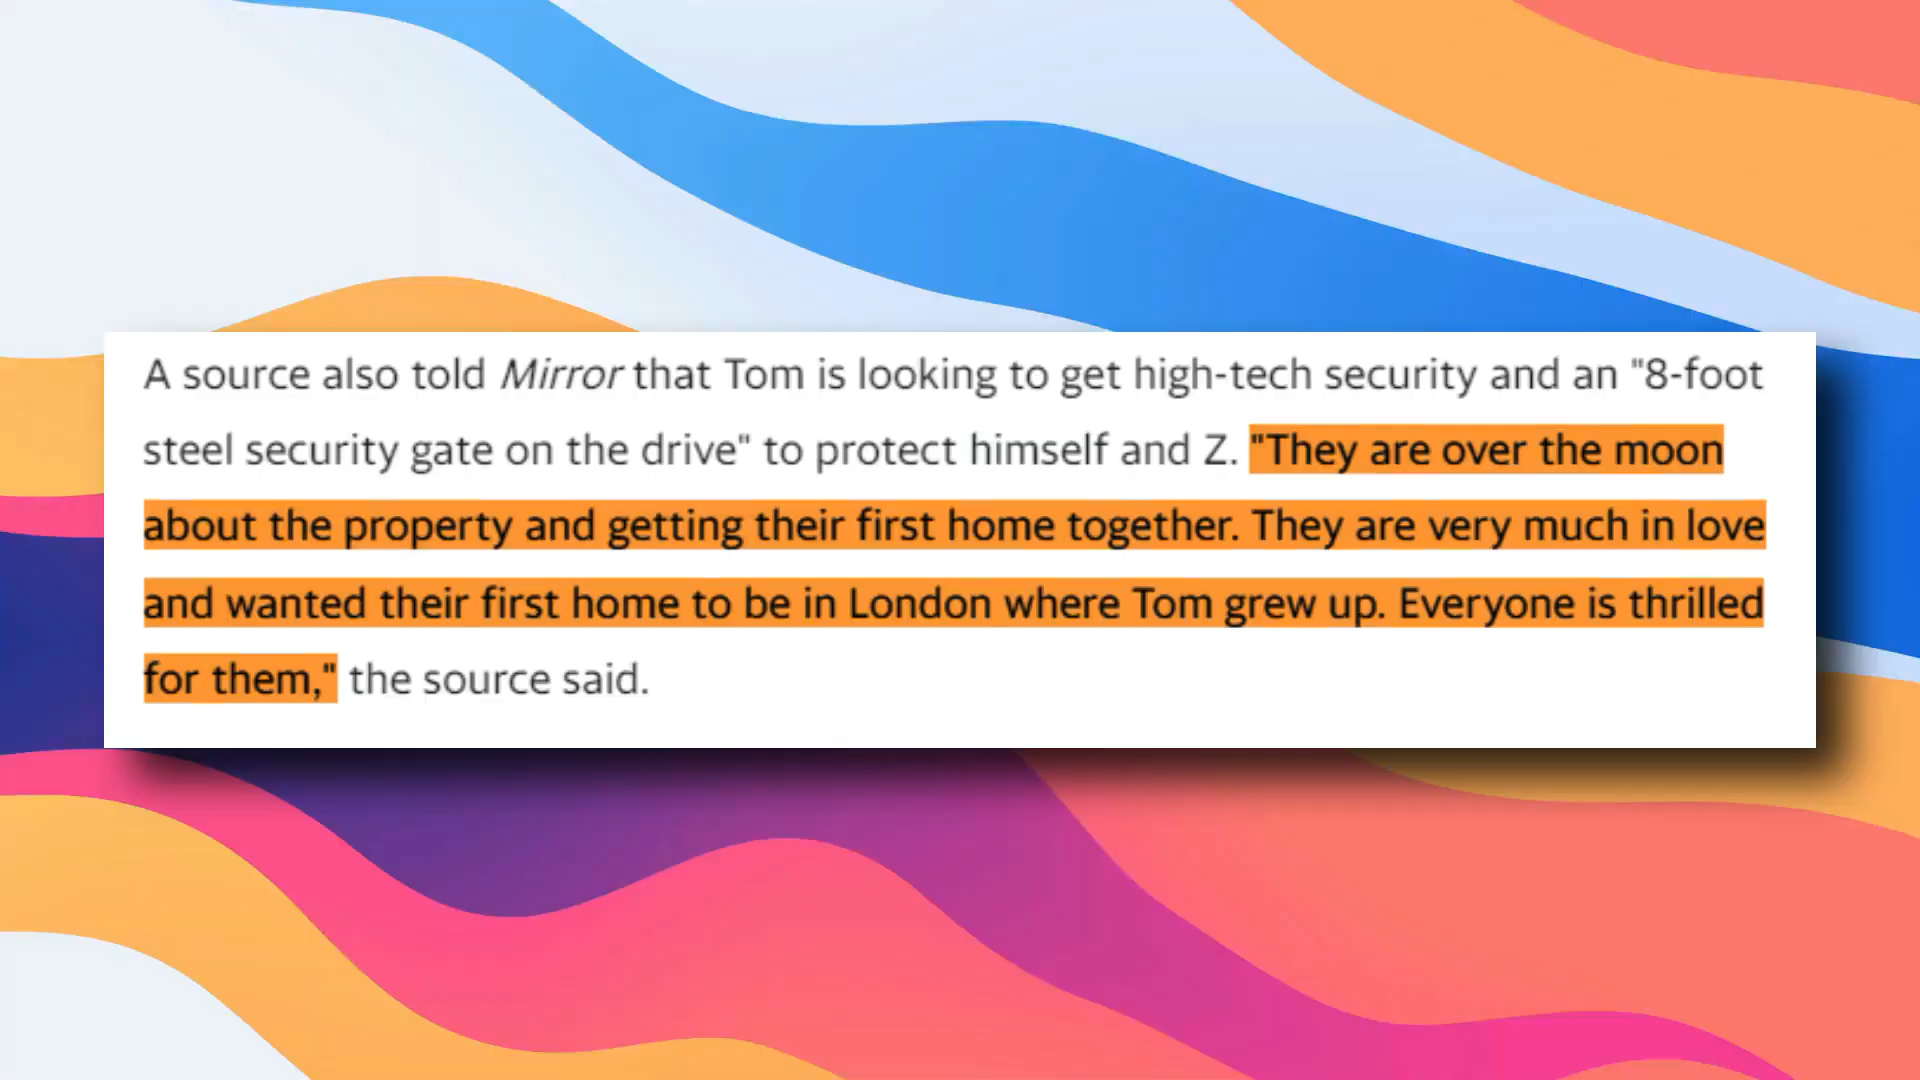 A source also told Mirror that Tom is looking to get high-tech security and an "8-foot
steel security gate on the drive" to protect himself and Z. "They are over the moon
about the property and getting their first home together. They are very much in love
and wanted their first home to be in London where Tom grew up. Everyone is thrilled
for them," the source said.